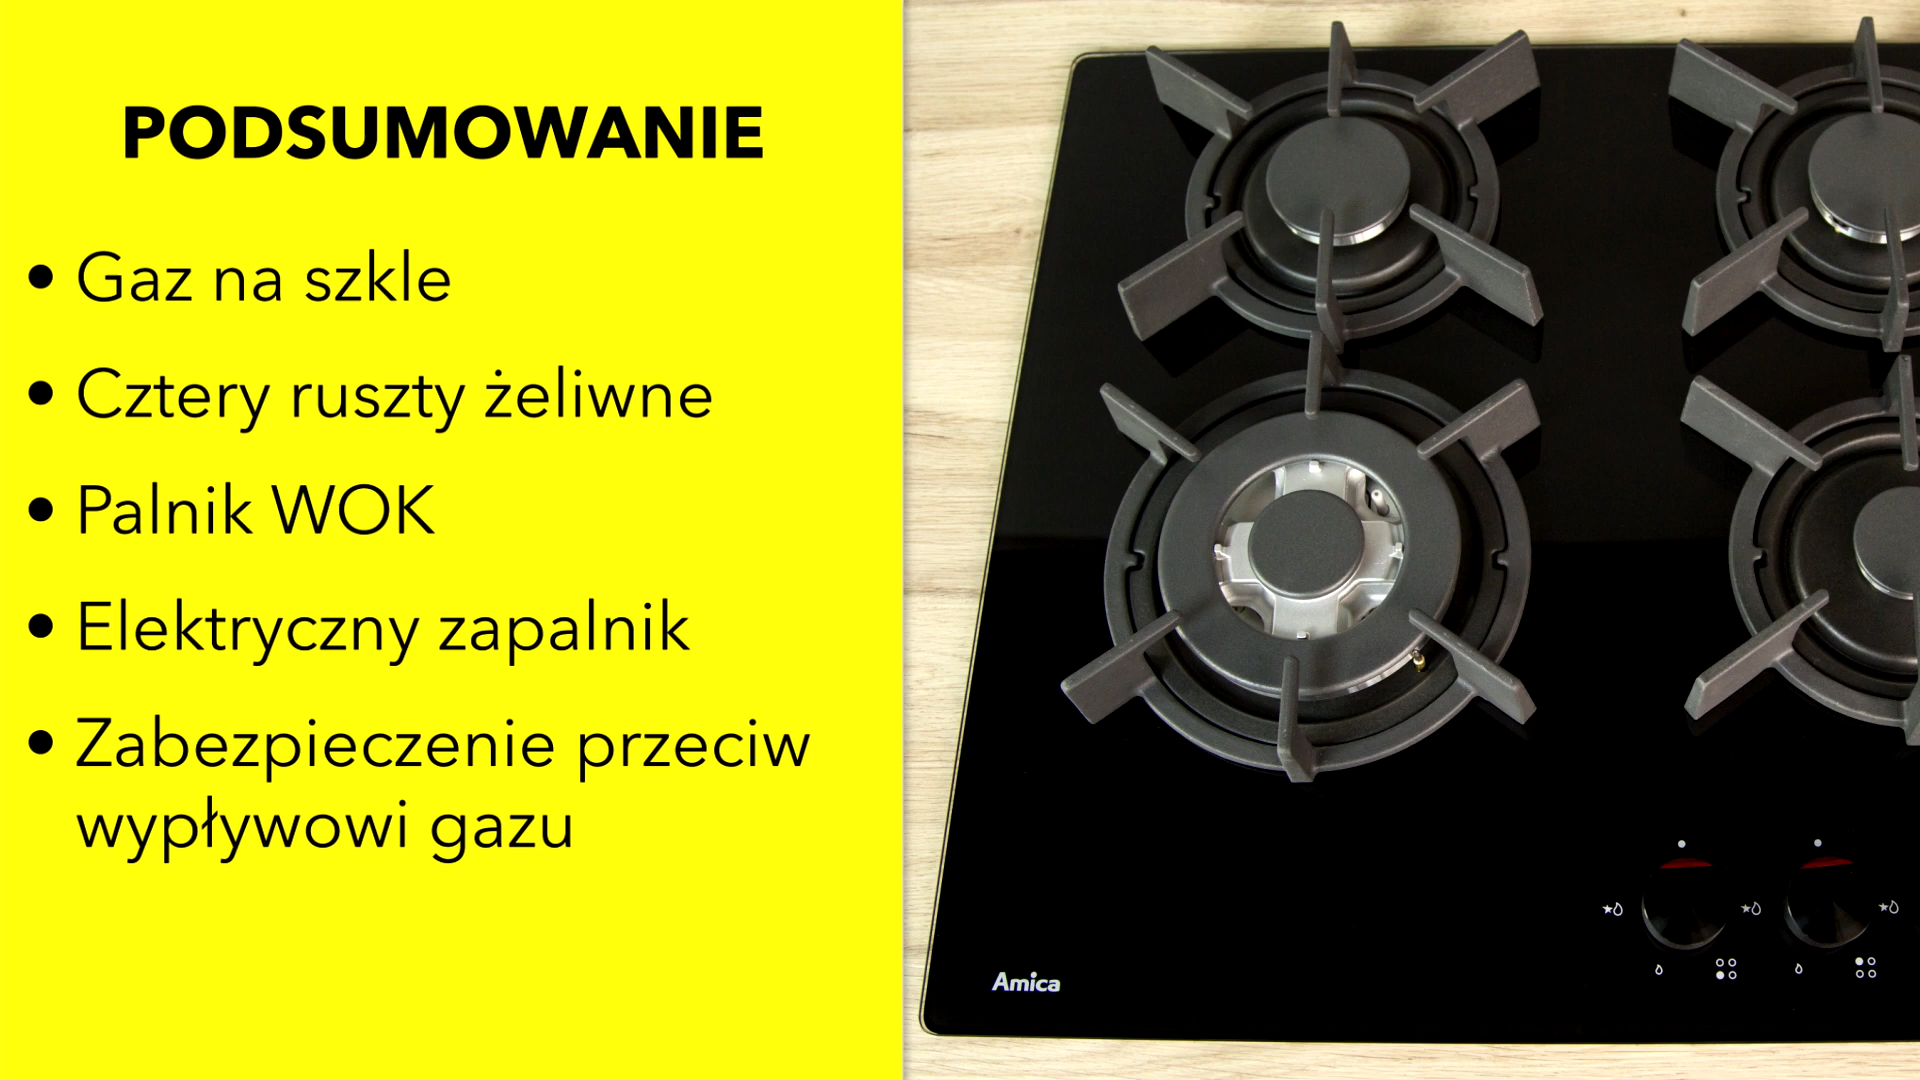 PODSUMOWANIE
• Gaz na szkle
• Cztery ruszty żeliwne
• Palnik WOK
• Elektryczny zapalnik
• Zabezpieczenie przeciw
wypływowi gazu
Amica